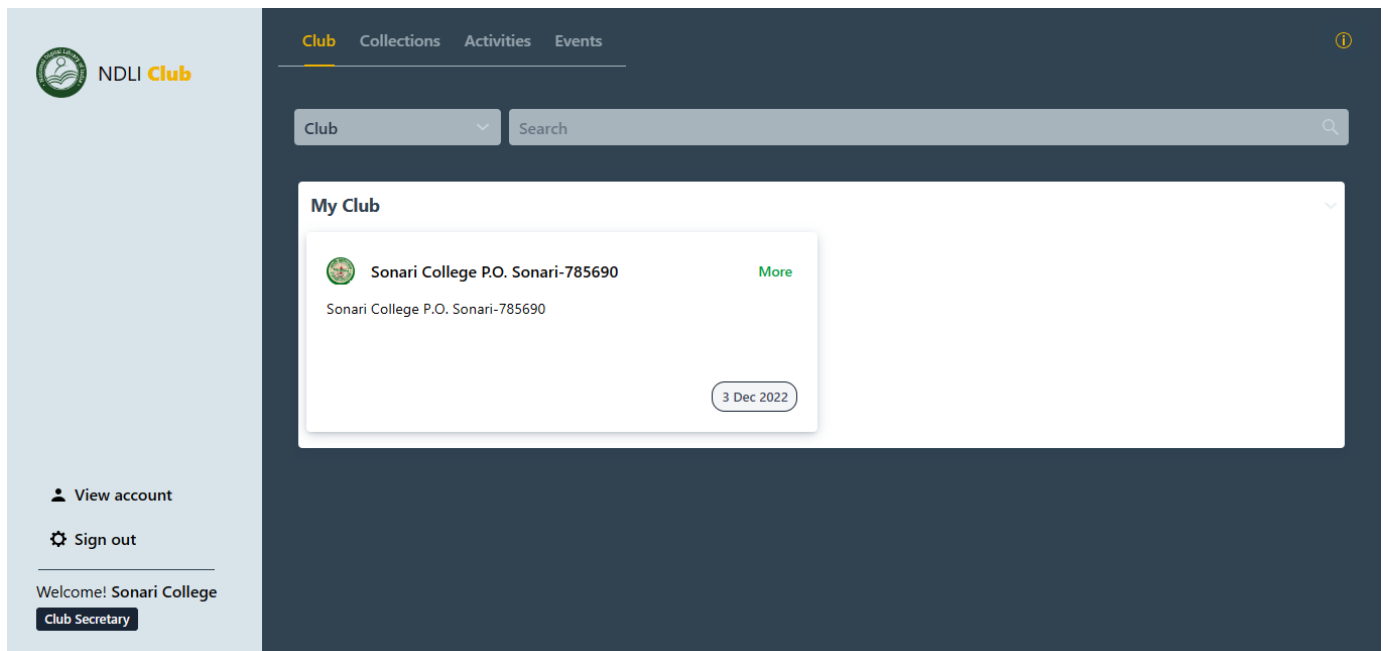 NDLI Club
Club Collections Activities Events
Club
Search
My Club
Sonari College P.O. Sonari-785690
More
Sonari College P.O. Sonari-785690
3 Dec 2022
View account
Sign out
Welcome! Sonari College
Club Secretary